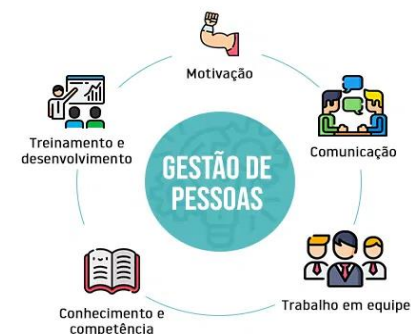 Motivação
Comunicação
Trabalho em equipe
Conhecimento e
competência
Treinamento e
desenvolvimento
GESTÃO DE
PESSOAS